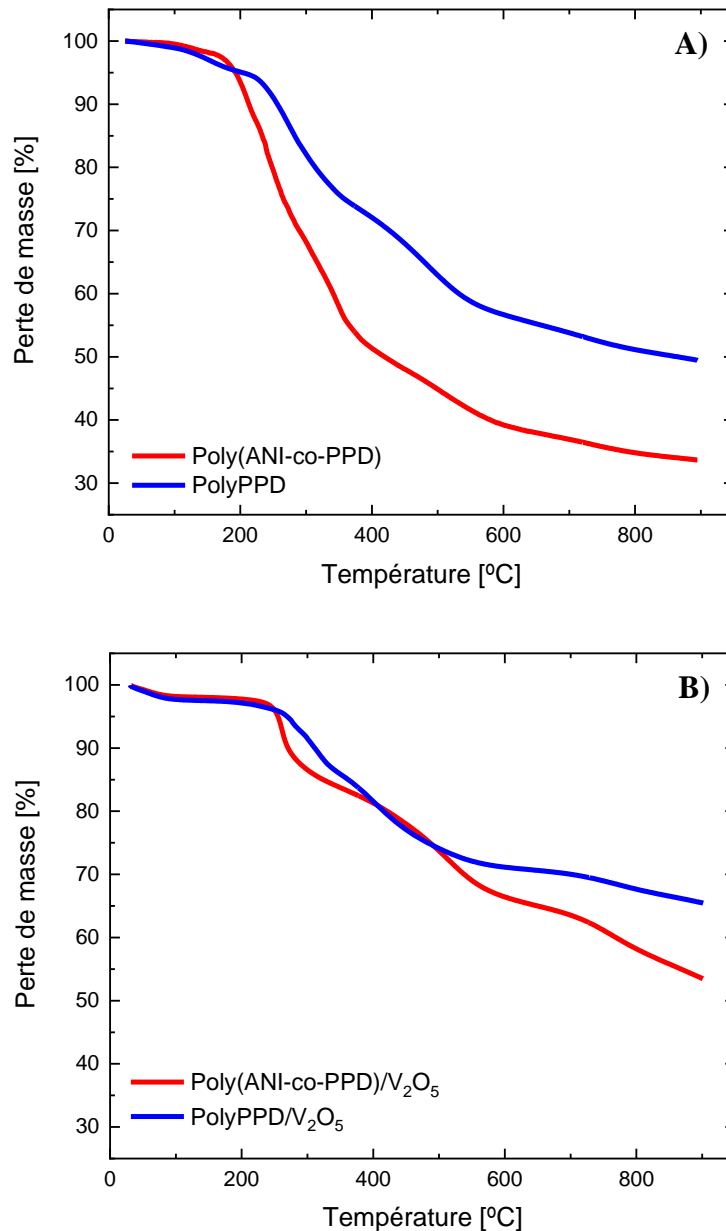 A)
Perte de masse [%]
100
90
80
70
60
50
40
30
Poly(ANI-co-PPD)
PolyPPD
0 200 400 600 800
Température [ºC]
B)
Perte de masse [%]
100
90
80
70
60
50
40
30
Poly(ANI-co-PPD)/V₂O₅
PolyPPD/V₂O₅
0 200 400 600 800
Température [ºC]